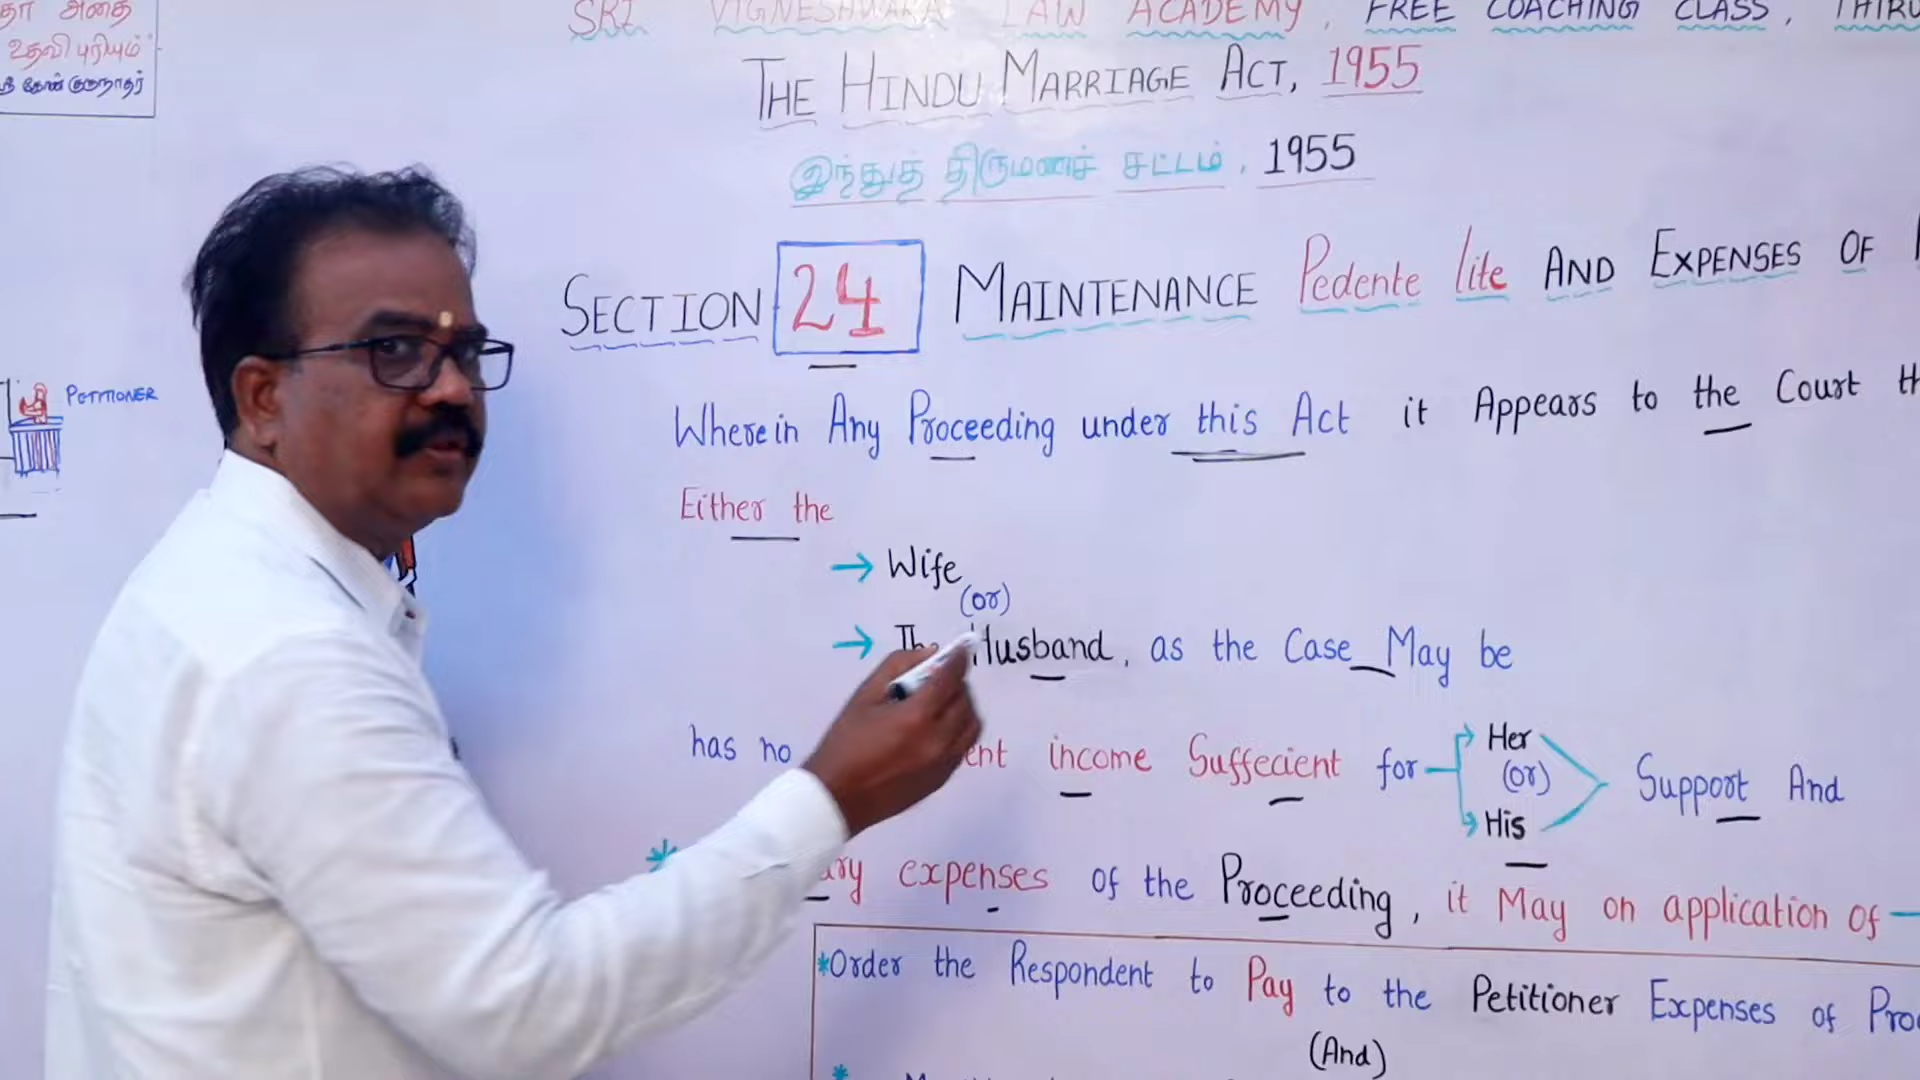 அதை
உதவி புரியும்
SRI VIGNESHWARA LAW ACADEMY, FREE COACHING CLASS,
THE HINDU MARRIAGE ACT, 1955
இந்துத் திருமணச் சட்டம், 1955
SECTION 24 MAINTENANCE Pedente lite AND EXPENSES OF
PETITIONER
Wherein Any Proceeding under this Act it Appears to the Court
Either the
→ Wife
(or)
→ The Husband, as the Case May be
has no income Suffecient for Her (or) His Support And
expenses of the Proceeding, it May on application of
*Order the Respondent to Pay to the Petitioner Expenses of
(And)
*